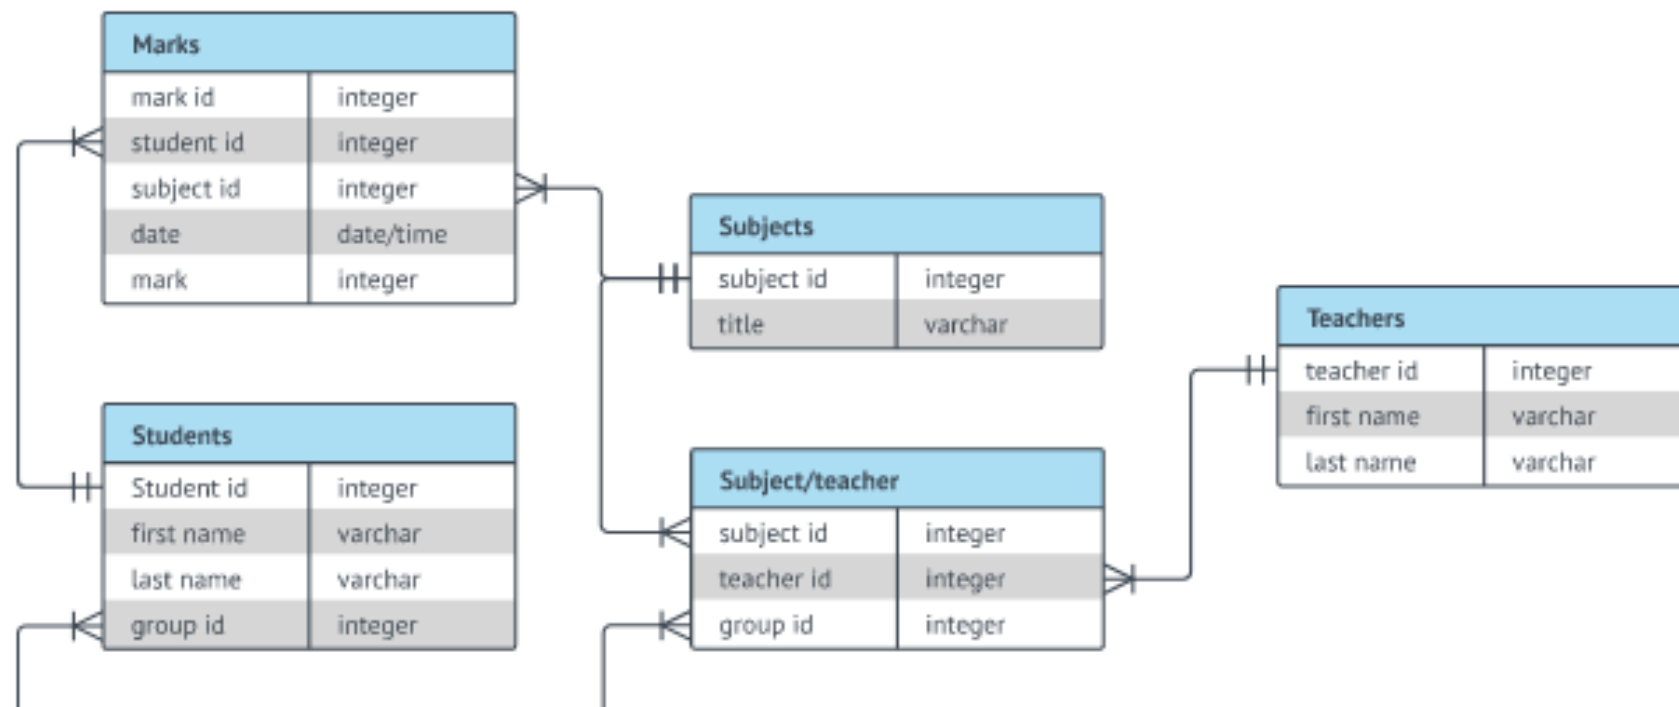 Marks
mark id integer
student id integer
subject id integer
date date/time
mark integer
Subjects
subject id integer
title varchar
Teachers
teacher id integer
first name varchar
last name varchar
Students
Student id integer
first name varchar
last name varchar
group id integer
Subject/teacher
subject id integer
teacher id integer
group id integer